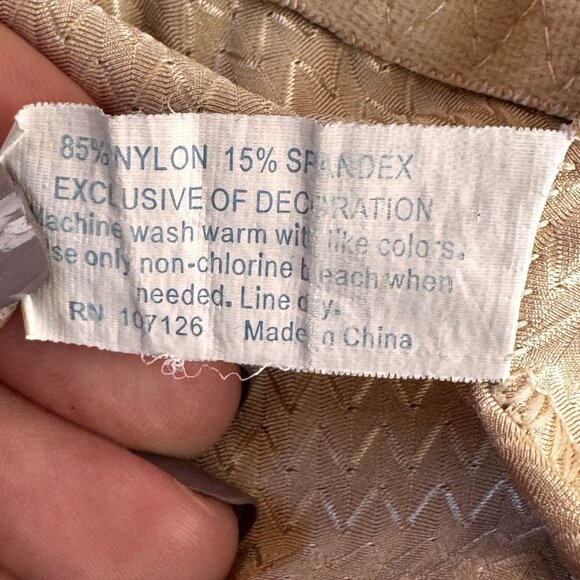 85% NYLON 15% SPANDEX
EXCLUSIVE OF DECORATION
Machine wash warm with like colors.
Use only non-chlorine bleach when
needed. Line dry.
RN 107126 Made in China